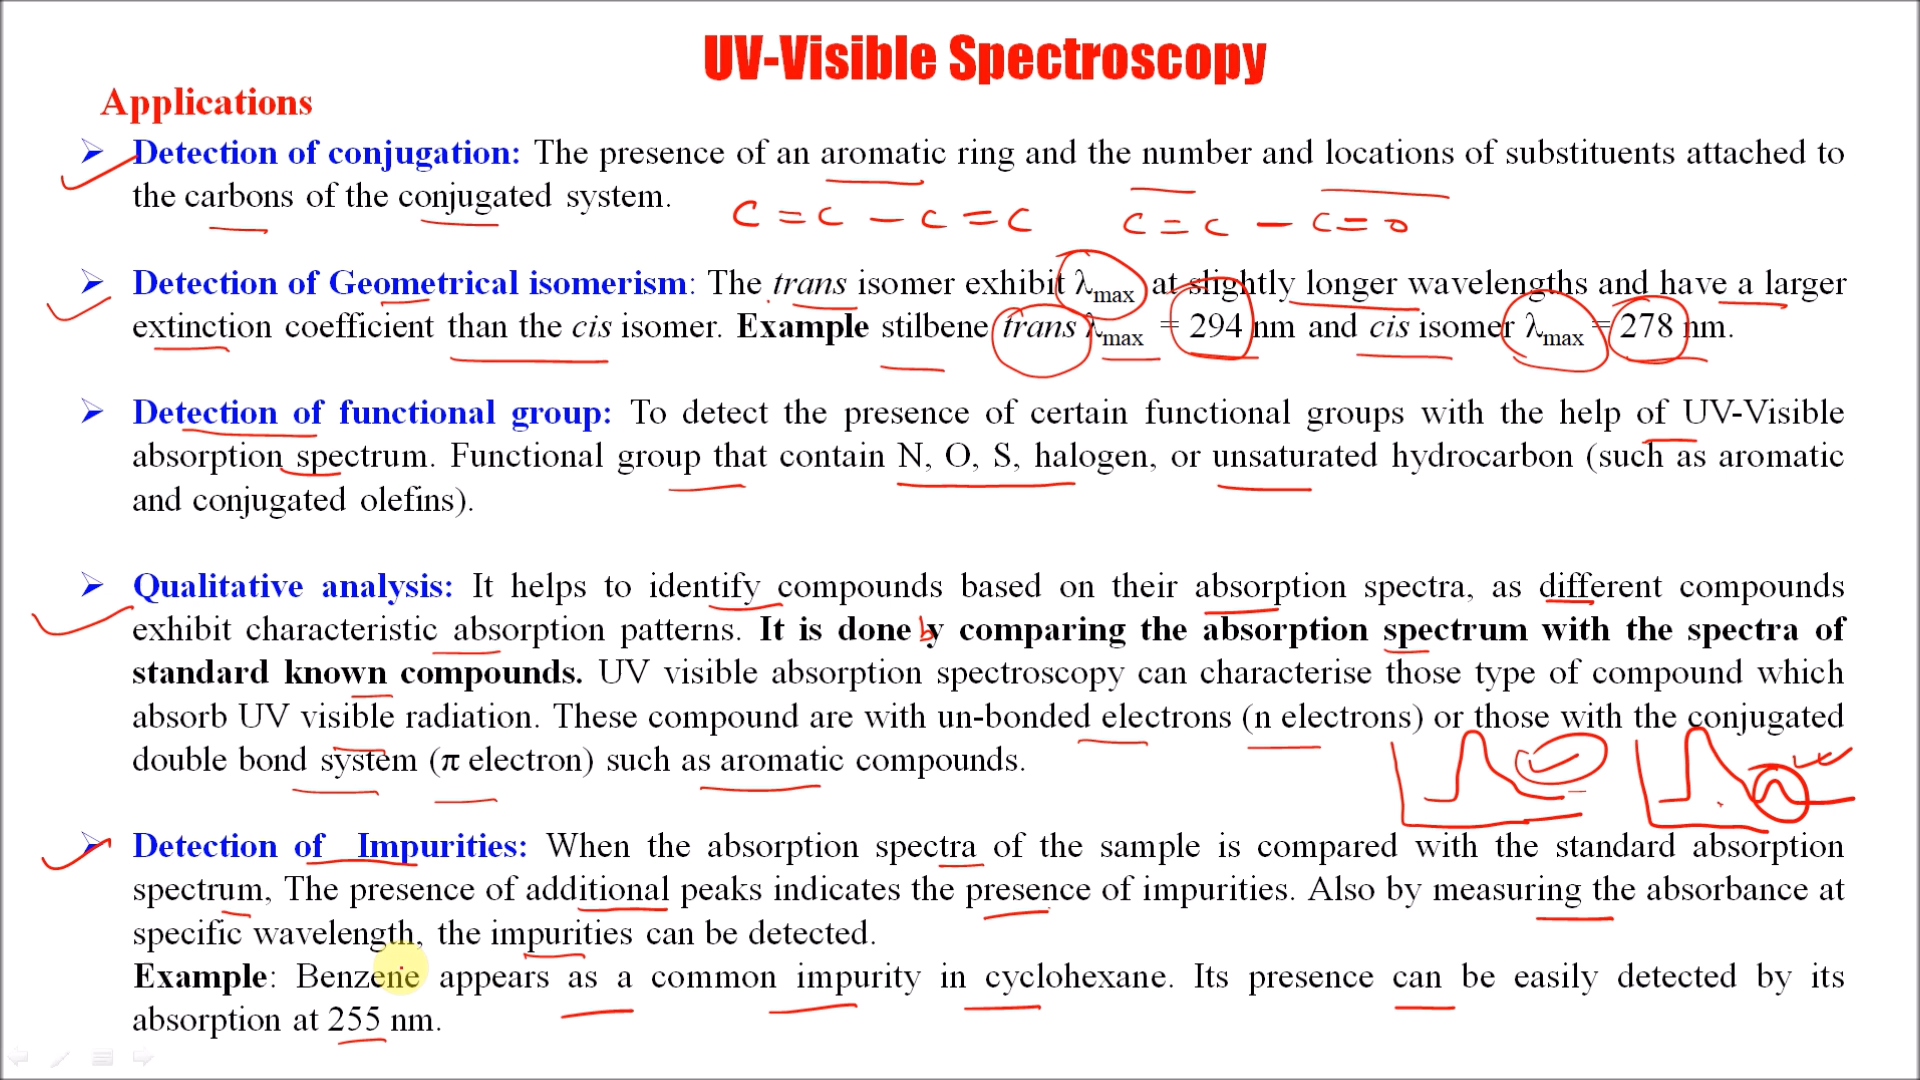 UV-Visible Spectroscopy
Applications
➢ Detection of conjugation: The presence of an aromatic ring and the number and locations of substituents attached to
the carbons of the conjugated system.
C = C - C = C C = C - C = O
➢ Detection of Geometrical isomerism: The trans isomer exhibit λmax at slightly longer wavelengths and have a larger
extinction coefficient than the cis isomer. Example stilbene trans λmax = 294 nm and cis isomer λmax = 278 nm.
➢ Detection of functional group: To detect the presence of certain functional groups with the help of UV-Visible
absorption spectrum. Functional group that contain N, O, S, halogen, or unsaturated hydrocarbon (such as aromatic
and conjugated olefins).
➢ Qualitative analysis: It helps to identify compounds based on their absorption spectra, as different compounds
exhibit characteristic absorption patterns. It is done by comparing the absorption spectrum with the spectra of
standard known compounds. UV visible absorption spectroscopy can characterise those type of compound which
absorb UV visible radiation. These compound are with un-bonded electrons (n electrons) or those with the conjugated
double bond system (π electron) such as aromatic compounds.
➢ Detection of Impurities: When the absorption spectra of the sample is compared with the standard absorption
spectrum, The presence of additional peaks indicates the presence of impurities. Also by measuring the absorbance at
specific wavelength, the impurities can be detected.
Example: Benzene appears as a common impurity in cyclohexane. Its presence can be easily detected by its
absorption at 255 nm.